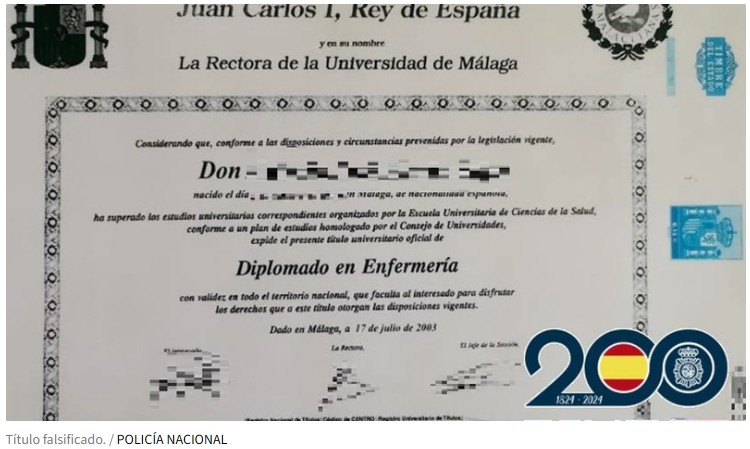 Juan Carlos I, Rey de España
y en su nombre
La Rectora de la Universidad de Málaga
TIMBRE
DEL ESTADO
Considerando que, conforme a las disposiciones y circunstancias prevenidas por la legislación vigente,
Don
nacido el día en Málaga, de nacionalidad española,
ha superado los estudios universitarios correspondientes organizados por la Escuela Universitaria de Ciencias de la Salud,
conforme a un plan de estudios homologado por el Consejo de Universidades,
expide el presente título universitario oficial de
Diplomado en Enfermería
con validez en todo el territorio nacional, que faculta al interesado para disfrutar
los derechos que a este título otorgan las disposiciones vigentes.
Dado en Málaga, a 17 de julio de 2003
El interesado, La Rectora, El Jefe de la Sección,
200
1824 - 2024
Título falsificado. / POLICÍA NACIONAL